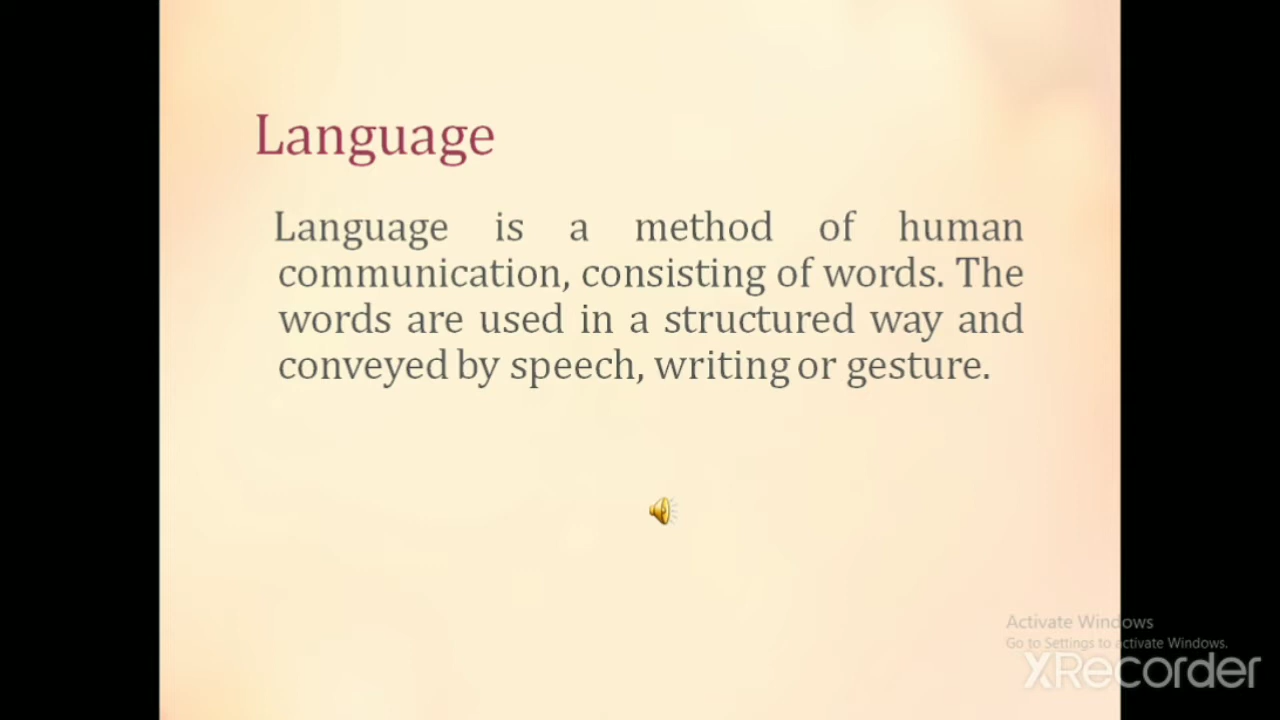 Language
Language is a method of human
communication, consisting of words. The
words are used in a structured way and
conveyed by speech, writing or gesture.
Activate Windows
Go to Settings to activate Windows.
XRecorder